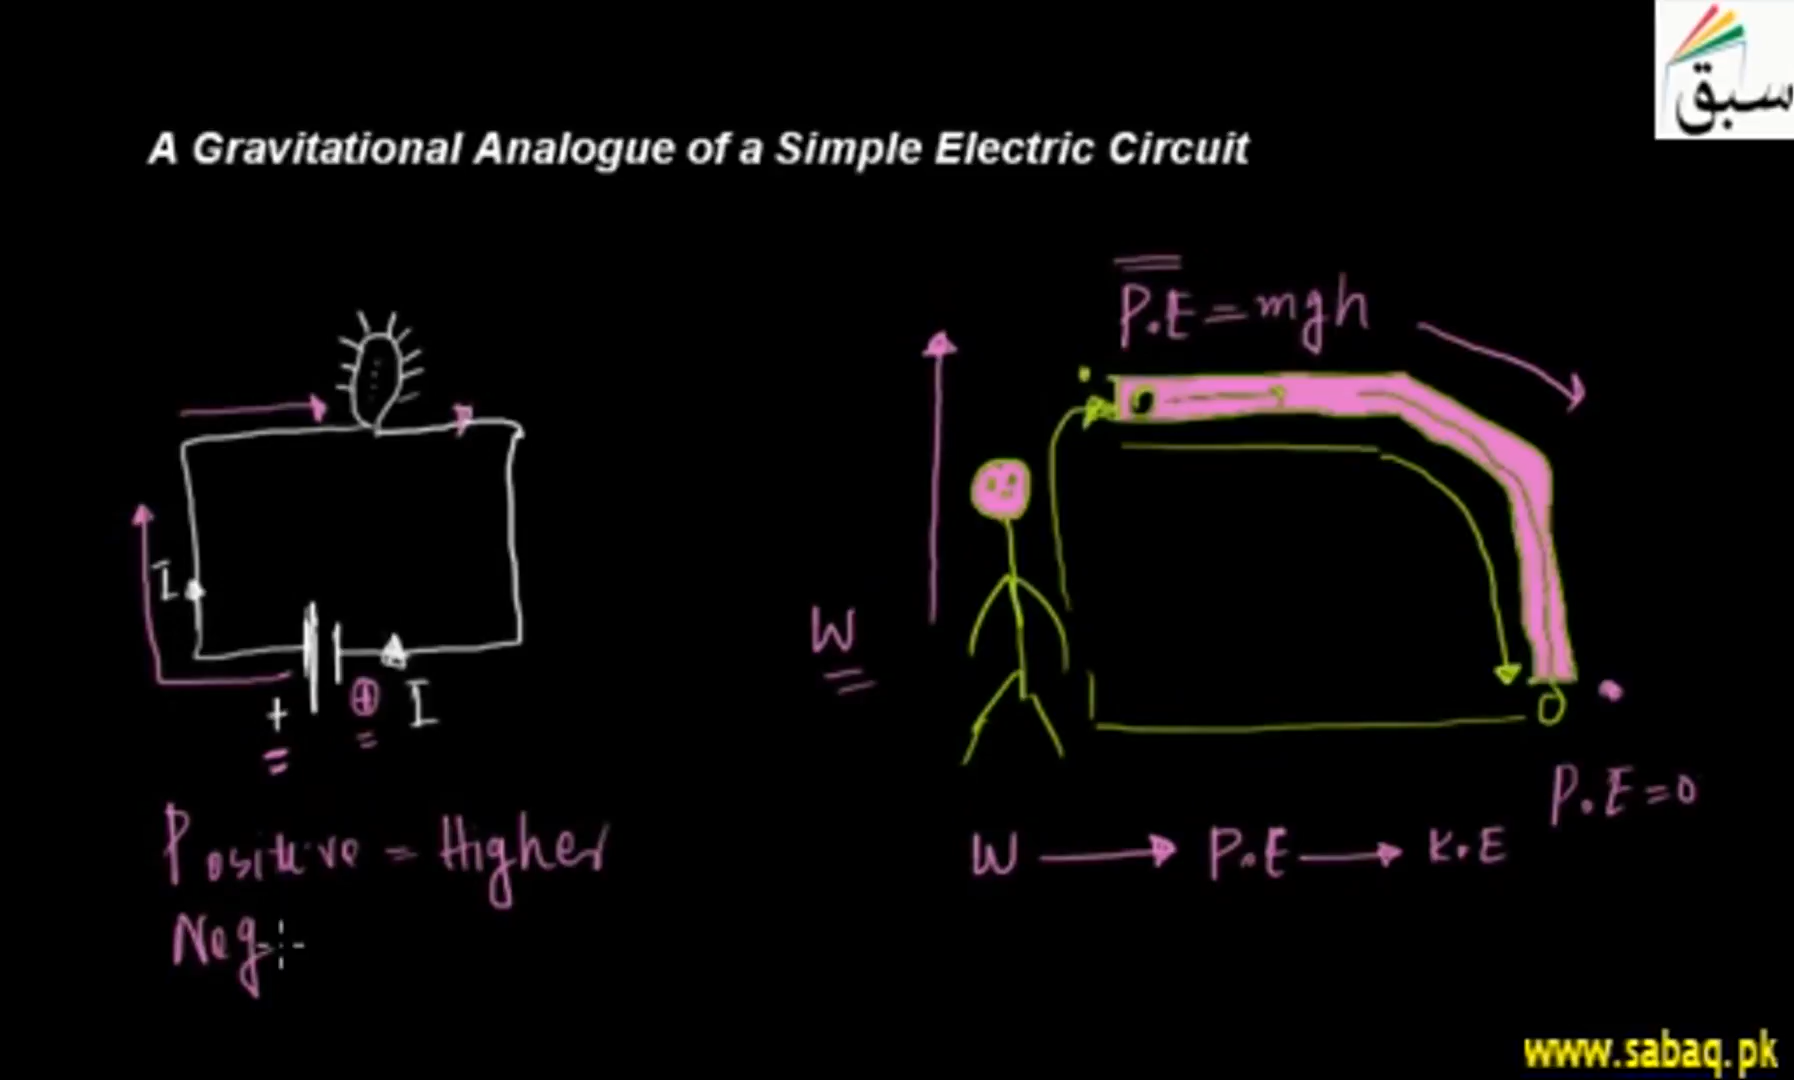 سبق
A Gravitational Analogue of a Simple Electric Circuit
P.E = mgh
I
W
+ ⊕ I
P.E = 0
Positive = Higher
W → P.E → K.E
Neg
www.sabaq.pk